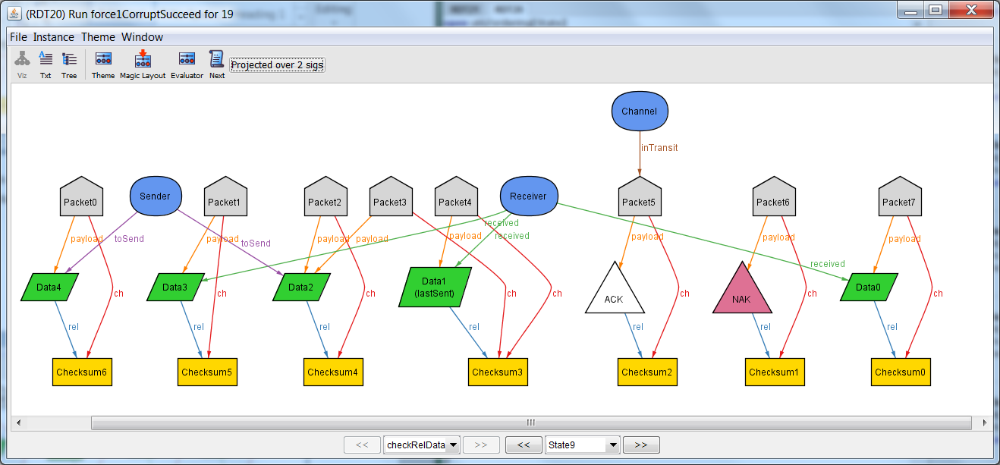 (RDT20) Run force1CorruptSucceed for 19
File Instance Theme Window
Viz Txt Tree Theme Magic Layout Evaluator Next Projected over 2 sigs
Channel
inTransit
Packet0 Sender Packet1 Packet2 Packet3 Packet4 Receiver Packet5 Packet6 Packet7
received
payload toSend payload toSend payload payload payload received payload payload payload
received
Data4 Data3 Data2 Data1 (lastSent) ACK NAK Data0
ch ch ch ch ch ch ch ch
rel rel rel rel rel rel rel
Checksum6 Checksum5 Checksum4 Checksum3 Checksum2 Checksum1 Checksum0
<< checkRelData >> << State9 >>